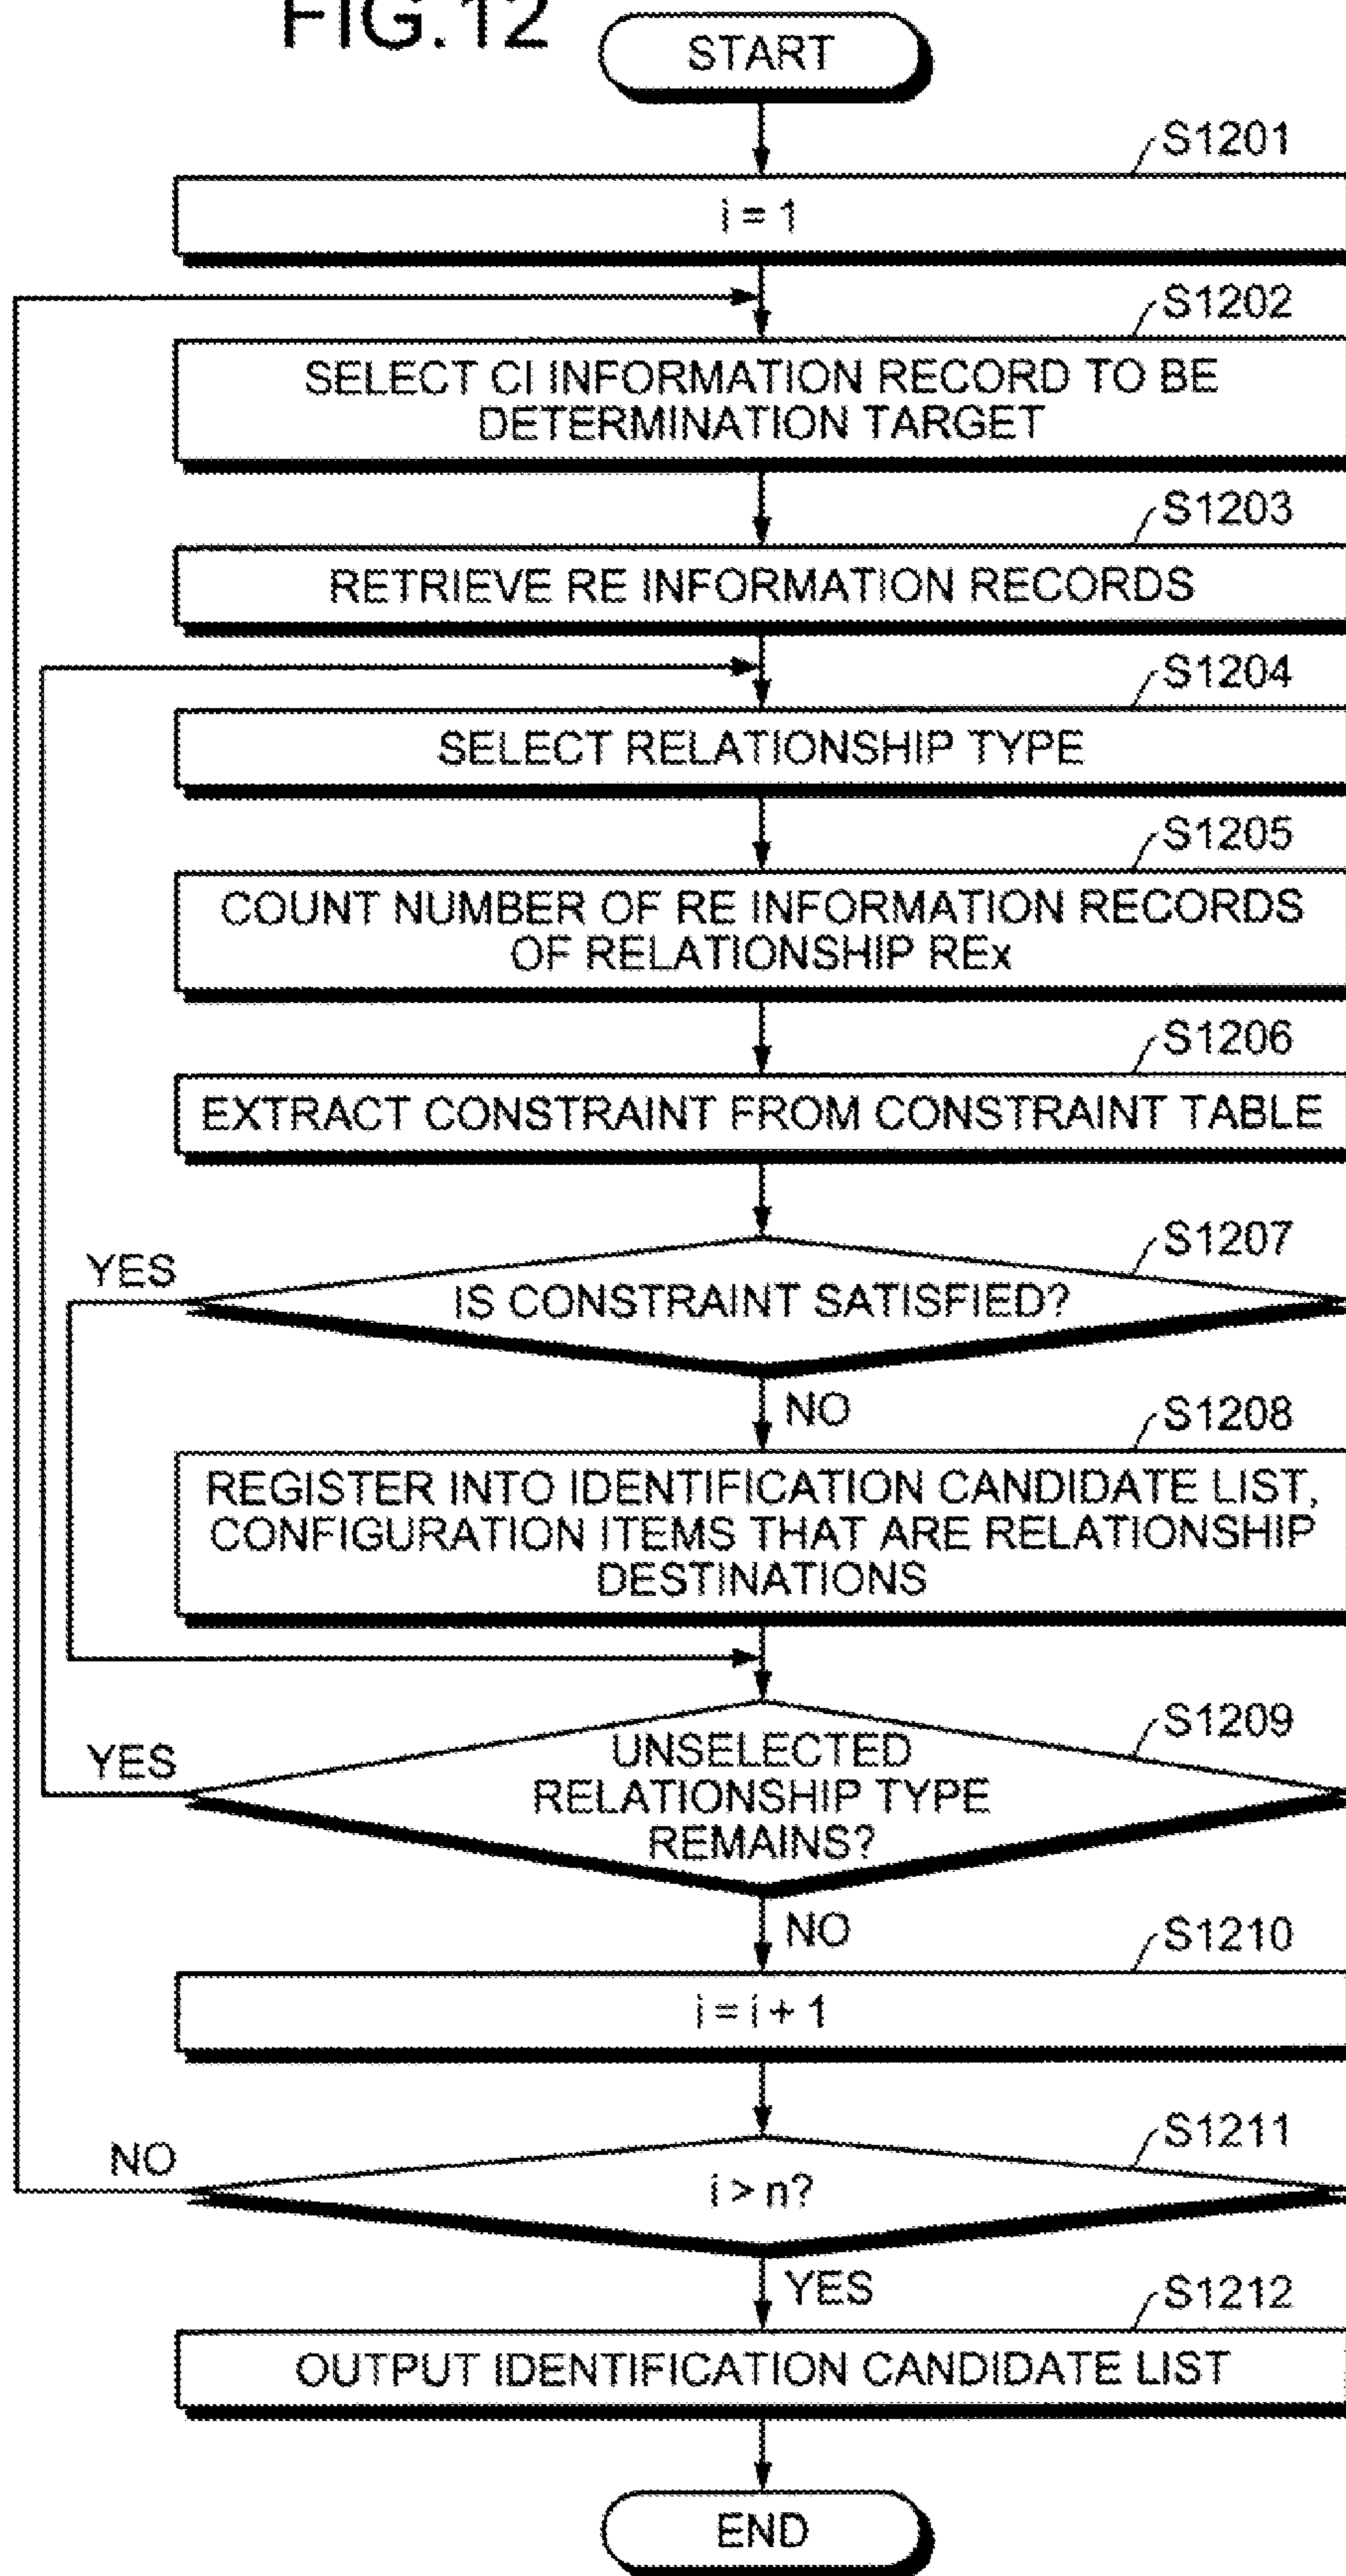 FIG.12
START
S1201
i = 1
S1202
SELECT CI INFORMATION RECORD TO BE
DETERMINATION TARGET
S1203
RETRIEVE RE INFORMATION RECORDS
S1204
SELECT RELATIONSHIP TYPE
S1205
COUNT NUMBER OF RE INFORMATION RECORDS
OF RELATIONSHIP REx
S1206
EXTRACT CONSTRAINT FROM CONSTRAINT TABLE
S1207
YES
IS CONSTRAINT SATISFIED?
NO
S1208
REGISTER INTO IDENTIFICATION CANDIDATE LIST,
CONFIGURATION ITEMS THAT ARE RELATIONSHIP
DESTINATIONS
S1209
YES
UNSELECTED
RELATIONSHIP TYPE
REMAINS?
NO
S1210
i = i + 1
S1211
NO
i > n?
YES
S1212
OUTPUT IDENTIFICATION CANDIDATE LIST
END